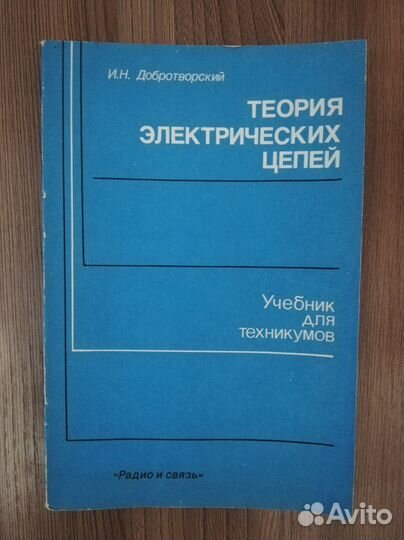 И.Н. Добротворский
ТЕОРИЯ
ЭЛЕКТРИЧЕСКИХ
ЦЕПЕЙ
Учебник
для
техникумов
«Радио и связь»
Avito